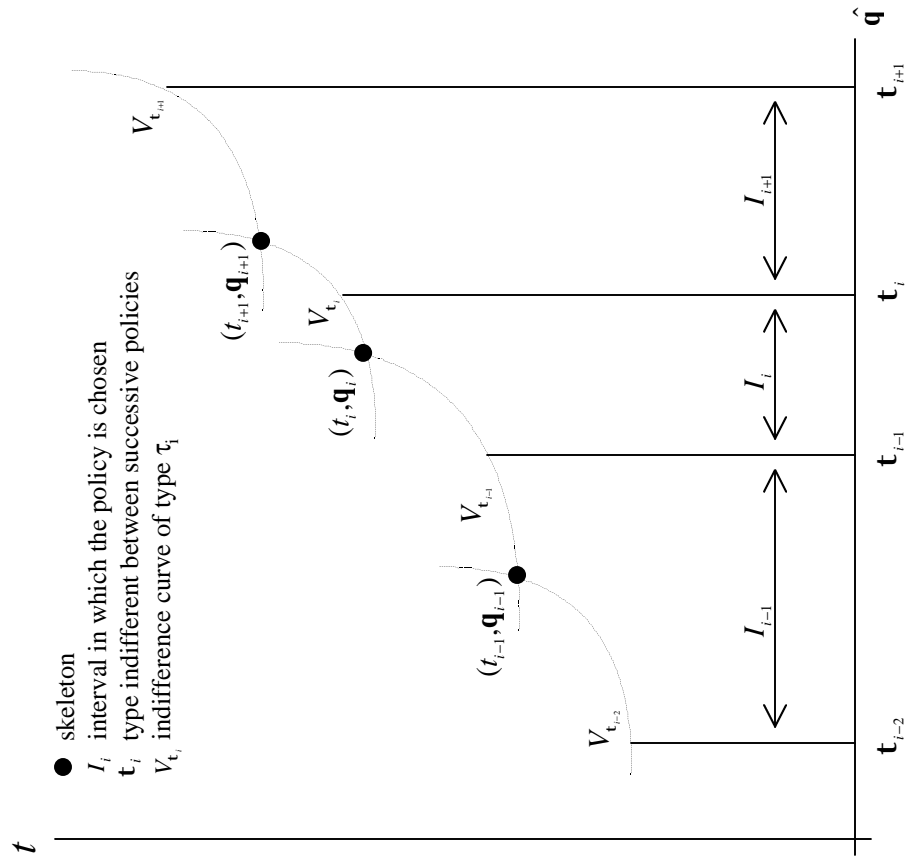 t
● skeleton
I_i interval in which the policy is chosen
t_i type indifferent between successive policies
V_{t_i} indifference curve of type τ_i
V_{t_{i+1}}
(t_{i+1},q_{i+1})
V_{t_i}
(t_i,q_i)
V_{t_{i-1}}
(t_{i-1},q_{i-1})
V_{t_{i-2}}
I_{i-1}
I_i
I_{i+1}
t_{i-2}
t_{i-1}
t_i
t_{i+1}
q̂